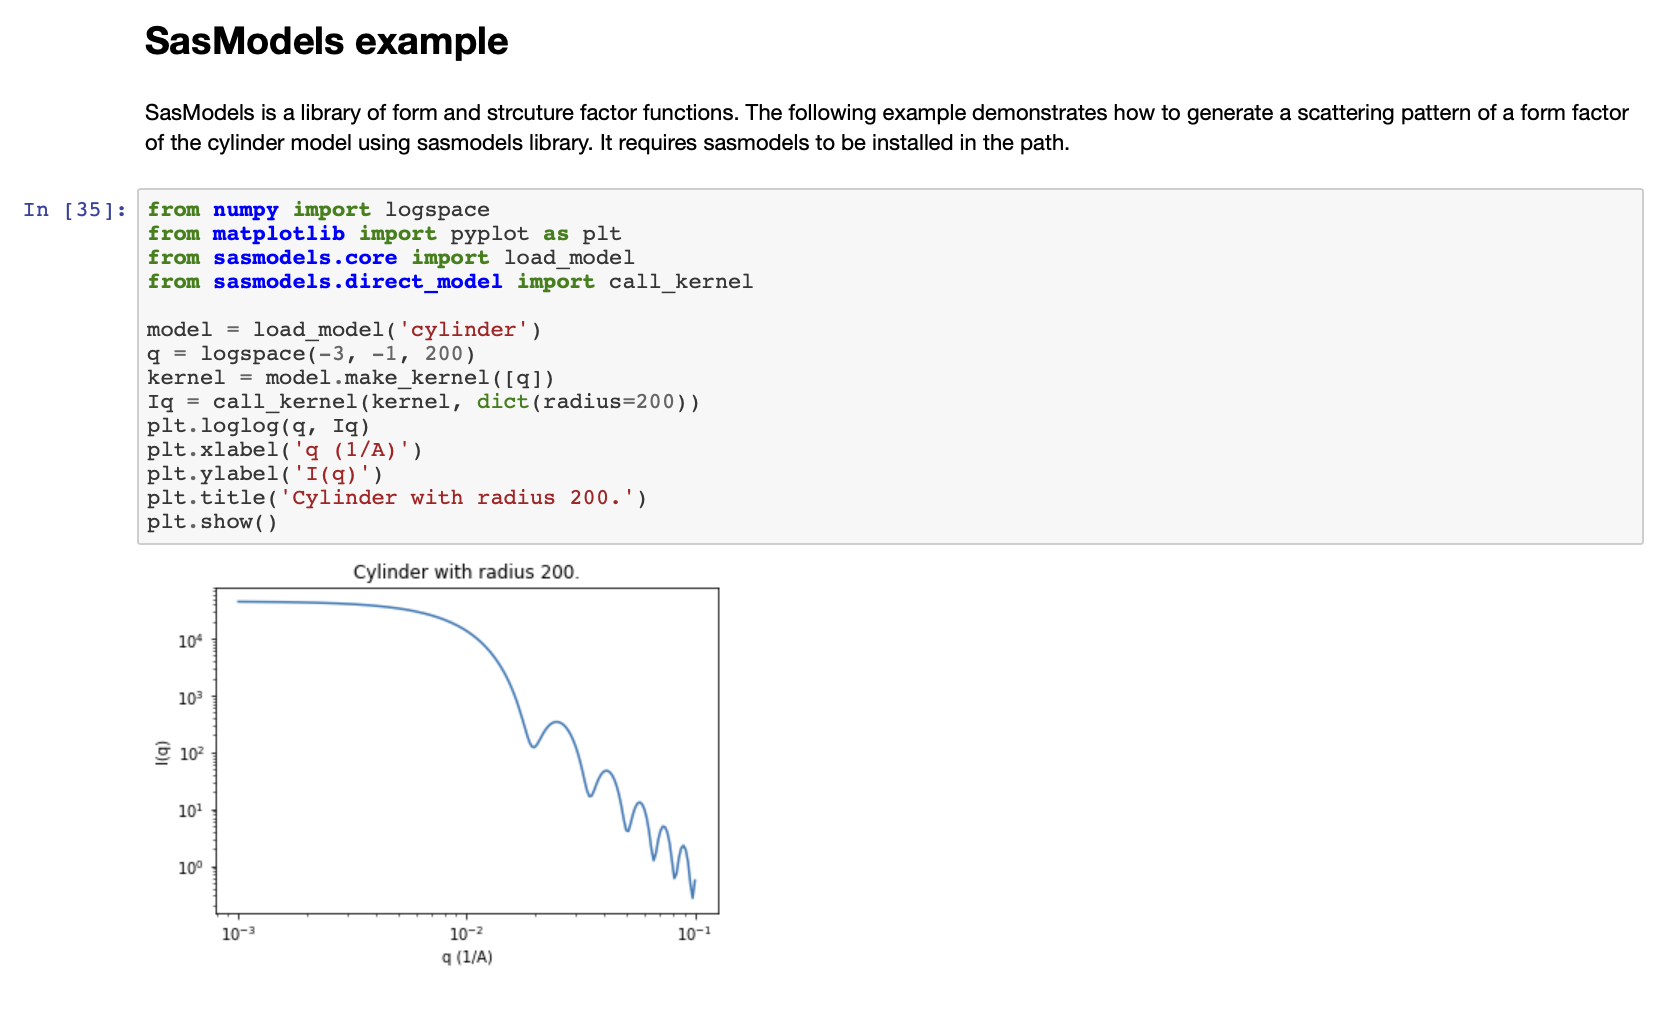 SasModels example
SasModels is a library of form and strcuture factor functions. The following example demonstrates how to generate a scattering pattern of a form factor
of the cylinder model using sasmodels library. It requires sasmodels to be installed in the path.
In [35]:
from numpy import logspace
from matplotlib import pyplot as plt
from sasmodels.core import load_model
from sasmodels.direct_model import call_kernel
model = load_model('cylinder')
q = logspace(-3, -1, 200)
kernel = model.make_kernel([q])
Iq = call_kernel(kernel, dict(radius=200))
plt.loglog(q, Iq)
plt.xlabel('q (1/A)')
plt.ylabel('I(q)')
plt.title('Cylinder with radius 200.')
plt.show()
Cylinder with radius 200.
10⁴
10³
I(q)
10²
10¹
10⁰
10⁻³ 10⁻² 10⁻¹
q (1/A)